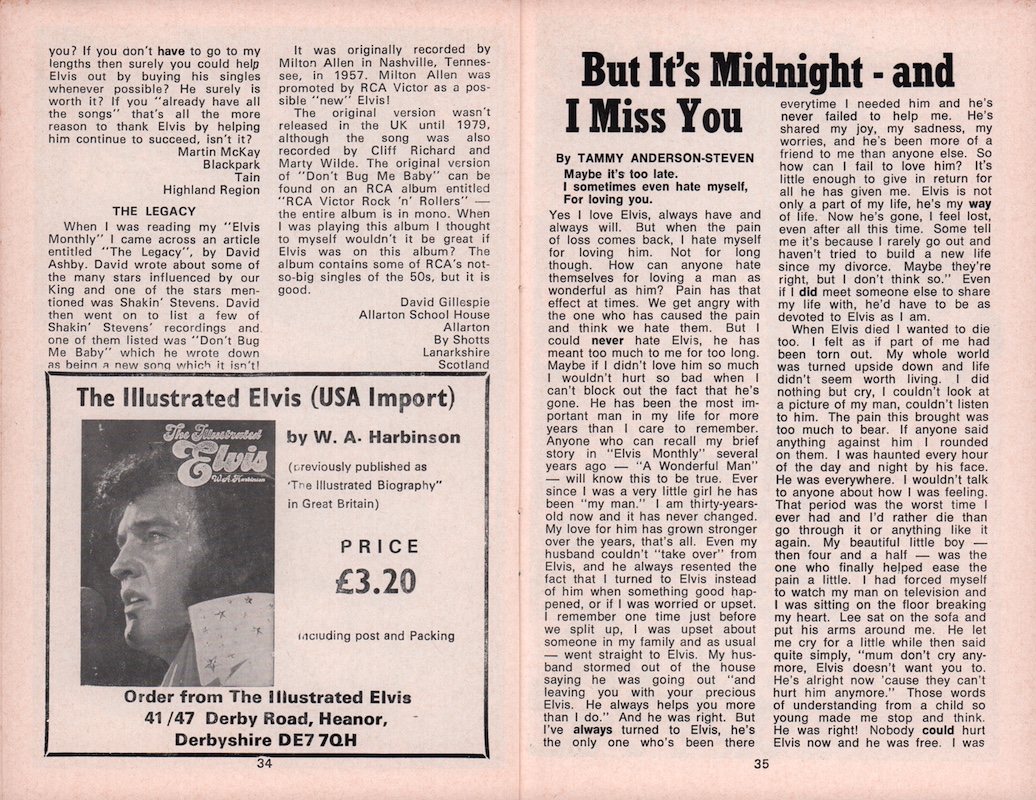 you? If you don't have to go to my
lengths then surely you could help
Elvis out by buying his singles
whenever possible? He surely is
worth it? If you "already have all
the songs" that's all the more
reason to thank Elvis by helping
him continue to succeed, isn't it?
Martin McKay
Blackpark
Tain
Highland Region
THE LEGACY
When I was reading my "Elvis
Monthly" I came across an article
entitled "The Legacy", by David
Ashby. David wrote about some of
the many stars influenced by our
King and one of the stars men-
tioned was Shakin' Stevens. David
then went on to list a few of
Shakin' Stevens' recordings and
one of them listed was "Don't Bug
Me Baby" which he wrote down
as being a new song which it isn't!
It was originally recorded by
Milton Allen in Nashville, Tennes-
see, in 1957. Milton Allen was
promoted by RCA Victor as a pos-
sible "new" Elvis!
The original version wasn't
released in the UK until 1979,
although the song was also
recorded by Cliff Richard and
Marty Wilde. The original version
of "Don't Bug Me Baby" can be
found on an RCA album entitled
"RCA Victor Rock 'n' Rollers" —
the entire album is in mono. When
I was playing this album I thought
to myself wouldn't it be great if
Elvis was on this album? The
album contains some of RCA's not-
so-big singles of the 50s, but it is
good.
David Gillespie
Allarton School House
Allarton
By Shotts
Lanarkshire
Scotland
The Illustrated Elvis (USA Import)
The Illustrated
Elvis
W.A. Harbinson
by W. A. Harbinson
(previously published as
'The Illustrated Biography"
in Great Britain)
PRICE
£3.20
including post and Packing
Order from The Illustrated Elvis
41/47 Derby Road, Heanor,
Derbyshire DE7 7QH
34
But It's Midnight - and
I Miss You
By TAMMY ANDERSON-STEVEN
Maybe it's too late.
I sometimes even hate myself,
For loving you.
Yes I love Elvis, always have and
always will. But when the pain
of loss comes back, I hate myself
for loving him. Not for long
though. How can anyone hate
themselves for loving a man as
wonderful as him? Pain has that
effect at times. We get angry with
the one who has caused the pain
and think we hate them. But I
could never hate Elvis, he has
meant too much to me for too long.
Maybe if I didn't love him so much
I wouldn't hurt so bad when I
can't block out the fact that he's
gone. He has been the most im-
portant man in my life for more
years than I care to remember.
Anyone who can recall my brief
story in "Elvis Monthly" several
years ago — "A Wonderful Man"
— will know this to be true. Ever
since I was a very little girl he has
been "my man." I am thirty-years-
old now and it has never changed.
My love for him has grown stronger
over the years, that's all. Even my
husband couldn't "take over" from
Elvis, and he always resented the
fact that I turned to Elvis instead
of him when something good hap-
pened, or if I was worried or upset.
I remember one time just before
we split up, I was upset about
someone in my family and as usual
— went straight to Elvis. My hus-
band stormed out of the house
saying he was going out "and
leaving you with your precious
Elvis. He always helps you more
than I do." And he was right. But
I've always turned to Elvis, he's
the only one who's been there
everytime I needed him and he's
never failed to help me. He's
shared my joy, my sadness, my
worries, and he's been more of a
friend to me than anyone else. So
how can I fail to love him? It's
little enough to give in return for
all he has given me. Elvis is not
only a part of my life, he's my way
of life. Now he's gone, I feel lost,
even after all this time. Some tell
me it's because I rarely go out and
haven't tried to build a new life
since my divorce. Maybe they're
right, but I don't think so." Even
if I did meet someone else to share
my life with, he'd have to be as
devoted to Elvis as I am.
When Elvis died I wanted to die
too. I felt as if part of me had
been torn out. My whole world
was turned upside down and life
didn't seem worth living. I did
nothing but cry, I couldn't look at
a picture of my man, couldn't listen
to him. The pain this brought was
too much to bear. If anyone said
anything against him I rounded
on them. I was haunted every hour
of the day and night by his face.
He was everywhere. I wouldn't talk
to anyone about how I was feeling.
That period was the worst time I
ever had and I'd rather die than
go through it or anything like it
again. My beautiful little boy —
then four and a half — was the
one who finally helped ease the
pain a little. I had forced myself
to watch my man on television and
I was sitting on the floor breaking
my heart. Lee sat on the sofa and
put his arms around me. He let
me cry for a little while then said
quite simply, "mum don't cry any-
more, Elvis doesn't want you to.
He's alright now 'cause they can't
hurt him anymore." Those words
of understanding from a child so
young made me stop and think.
He was right! Nobody could hurt
Elvis now and he was free. I was
35